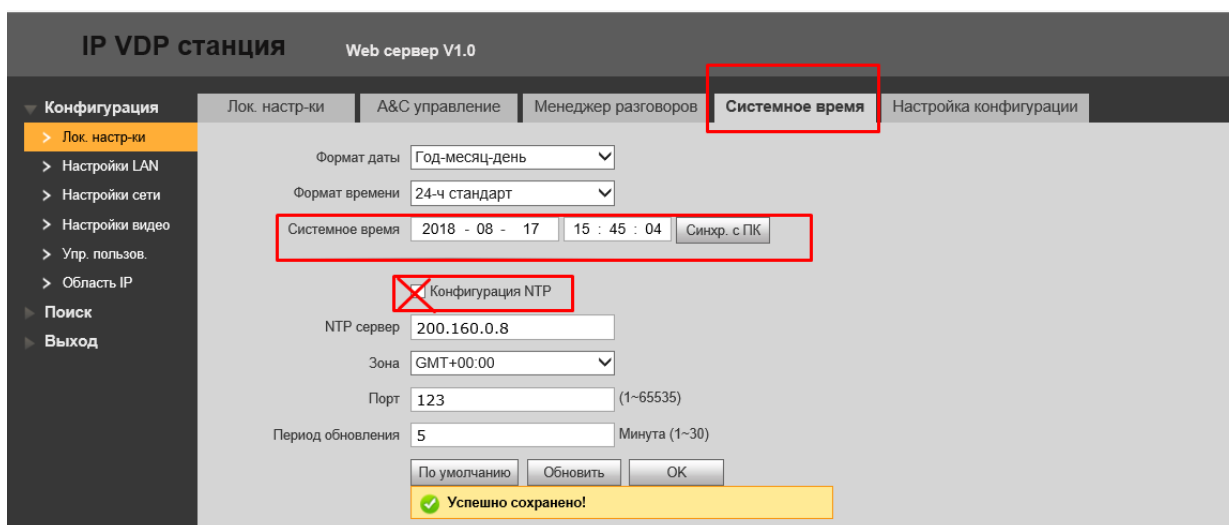 IP VDP станция Web сервер V1.0
Конфигурация
Лок. настр-ки
Настройки LAN
Настройки сети
Настройки видео
Упр. пользов.
Область IP
Поиск
Выход
Лок. настр-ки A&C управление Менеджер разговоров Системное время Настройка конфигурации
Формат даты Год-месяц-день
Формат времени 24-ч стандарт
Системное время 2018 - 08 - 17 15 : 45 : 04 Синхр. с ПК
Конфигурация NTP
NTP сервер 200.160.0.8
Зона GMT+00:00
Порт 123 (1~65535)
Период обновления 5 Минута (1~30)
По умолчанию Обновить OK
Успешно сохранено!